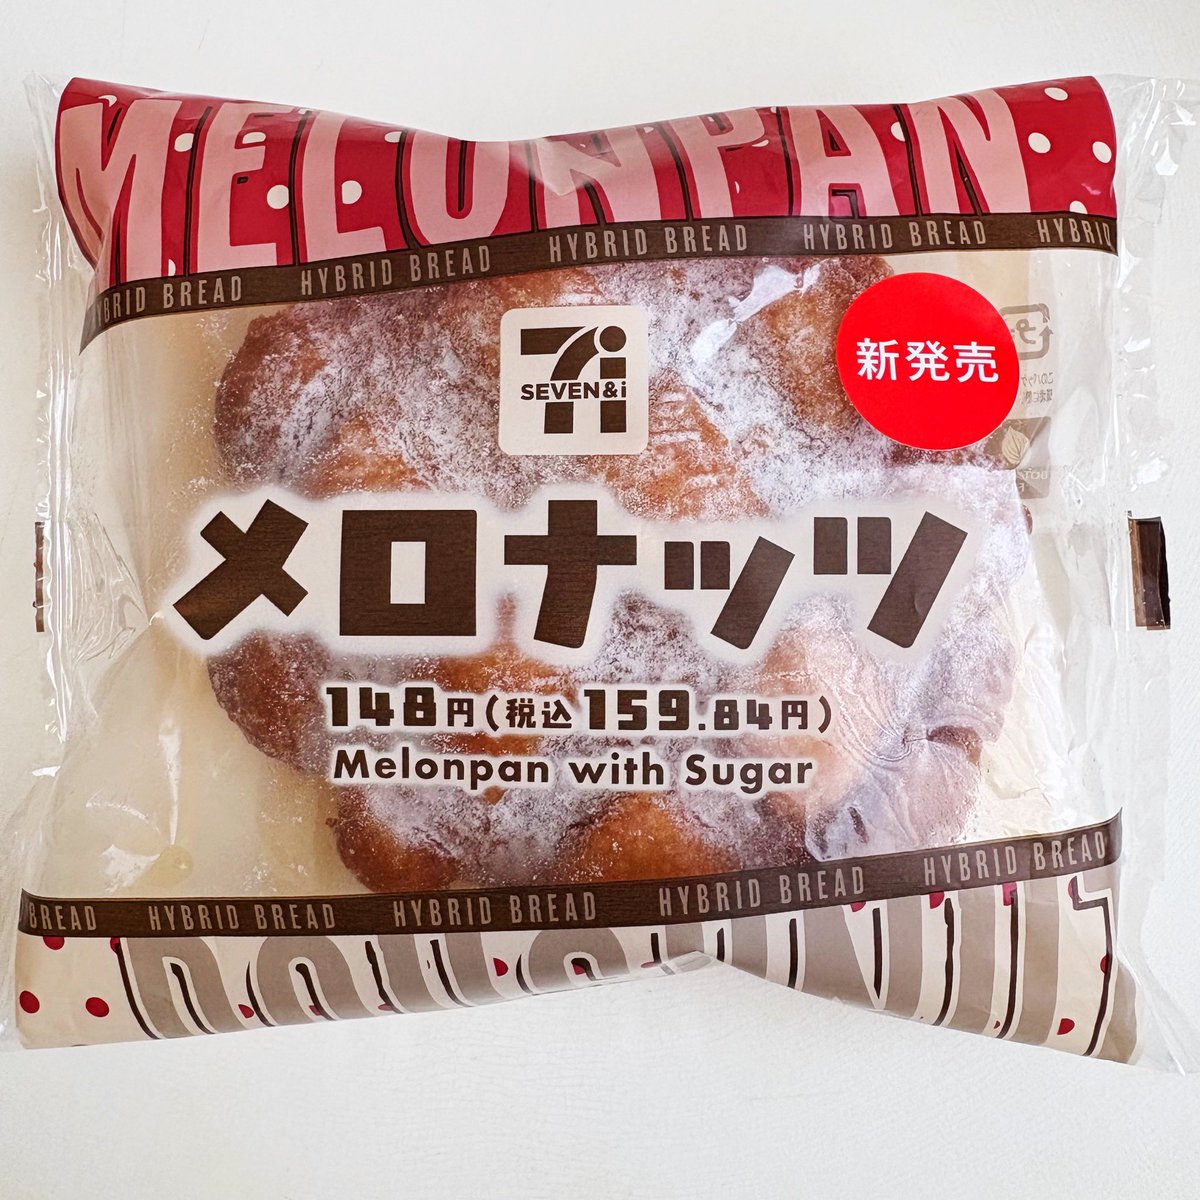 MELONPAN
HYBRID BREAD HYBRID BREAD HYBRID BREAD HYBRID BREAD
SEVEN&i
新発売
メロナッツ
148円(税込159.84円)
Melonpan with Sugar
BREAD HYBRID BREAD HYBRID BREAD HYBRID BREAD HYBRID BREAD
DOUGHNUTS